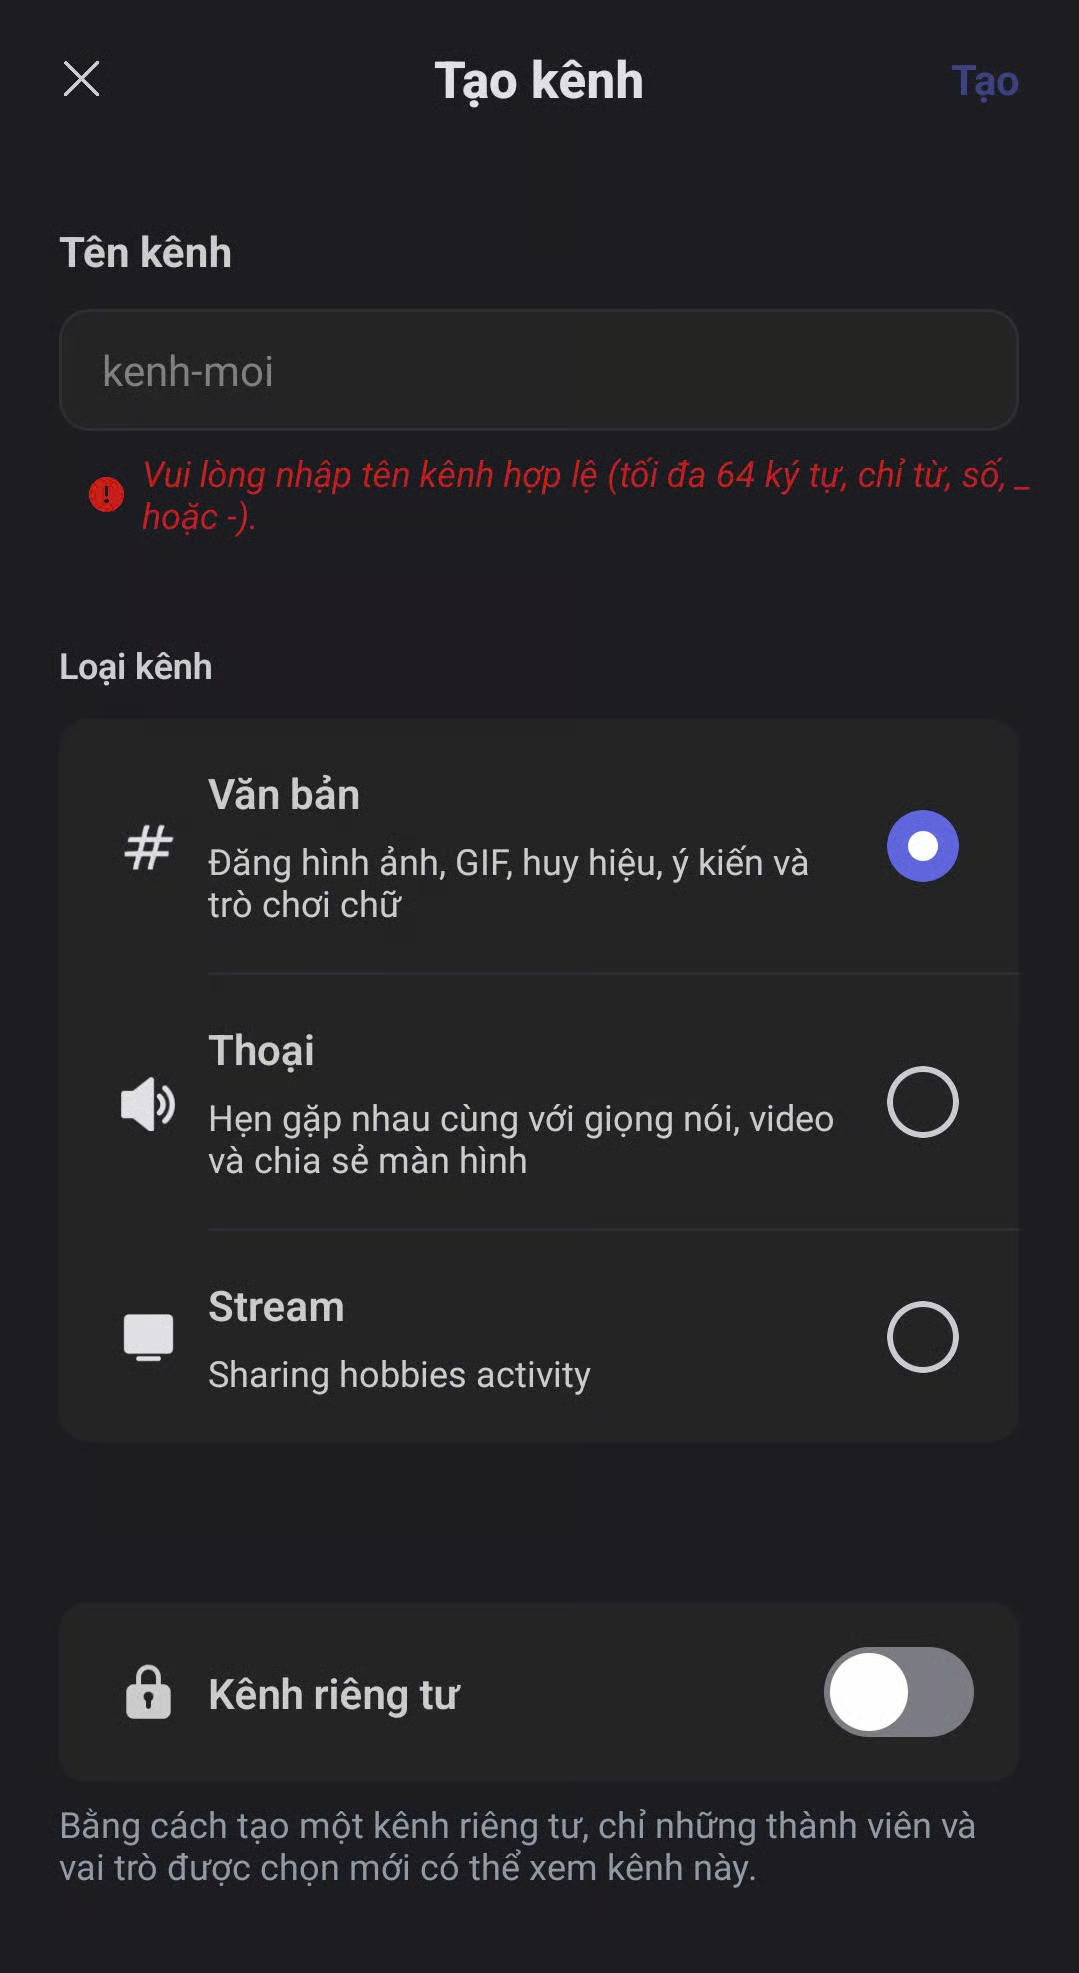 Tạo kênh
Tạo
Tên kênh
kenh-moi
Vui lòng nhập tên kênh hợp lệ (tối đa 64 ký tự, chỉ từ, số, _
hoặc -).
Loại kênh
Văn bản
Đăng hình ảnh, GIF, huy hiệu, ý kiến và
trò chơi chữ
Thoại
Hẹn gặp nhau cùng với giọng nói, video
và chia sẻ màn hình
Stream
Sharing hobbies activity
Kênh riêng tư
Bằng cách tạo một kênh riêng tư, chỉ những thành viên và
vai trò được chọn mới có thể xem kênh này.